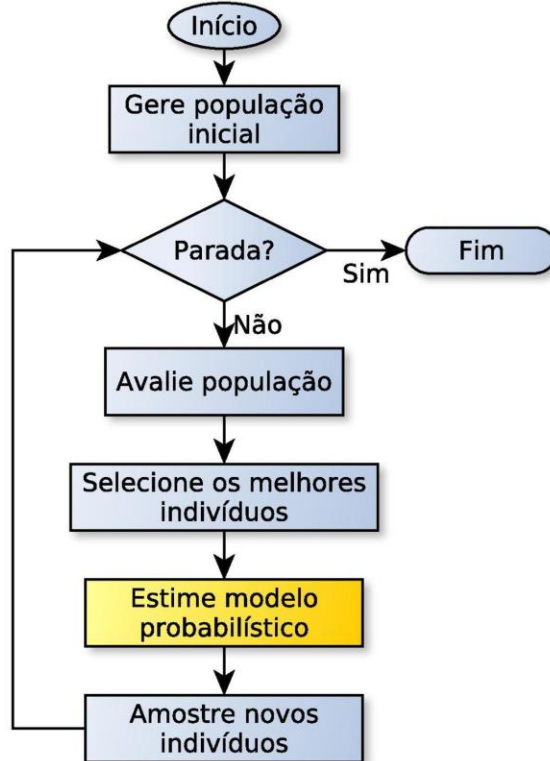 Início
Gere população
inicial
Parada?
Sim
Fim
Não
Avalie população
Selecione os melhores
indivíduos
Estime modelo
probabilístico
Amostre novos
indivíduos